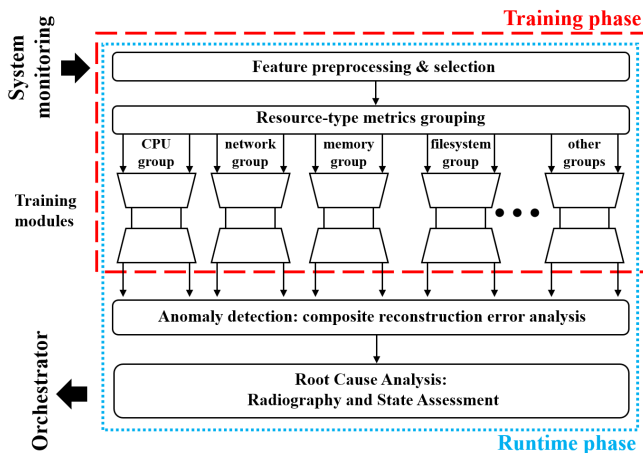 Training phase
System
monitoring
Feature preprocessing & selection
Resource-type metrics grouping
CPU
group
network
group
memory
group
filesystem
group
other
groups
Training
modules
Anomaly detection: composite reconstruction error analysis
Orchestrator
Root Cause Analysis:
Radiography and State Assessment
Runtime phase